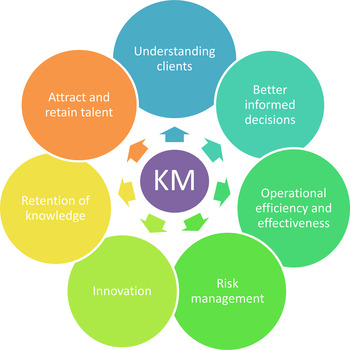 Understanding
clients
Better
informed
decisions
Operational
efficiency and
effectiveness
Risk
management
Innovation
Retention of
knowledge
Attract and
retain talent
KM